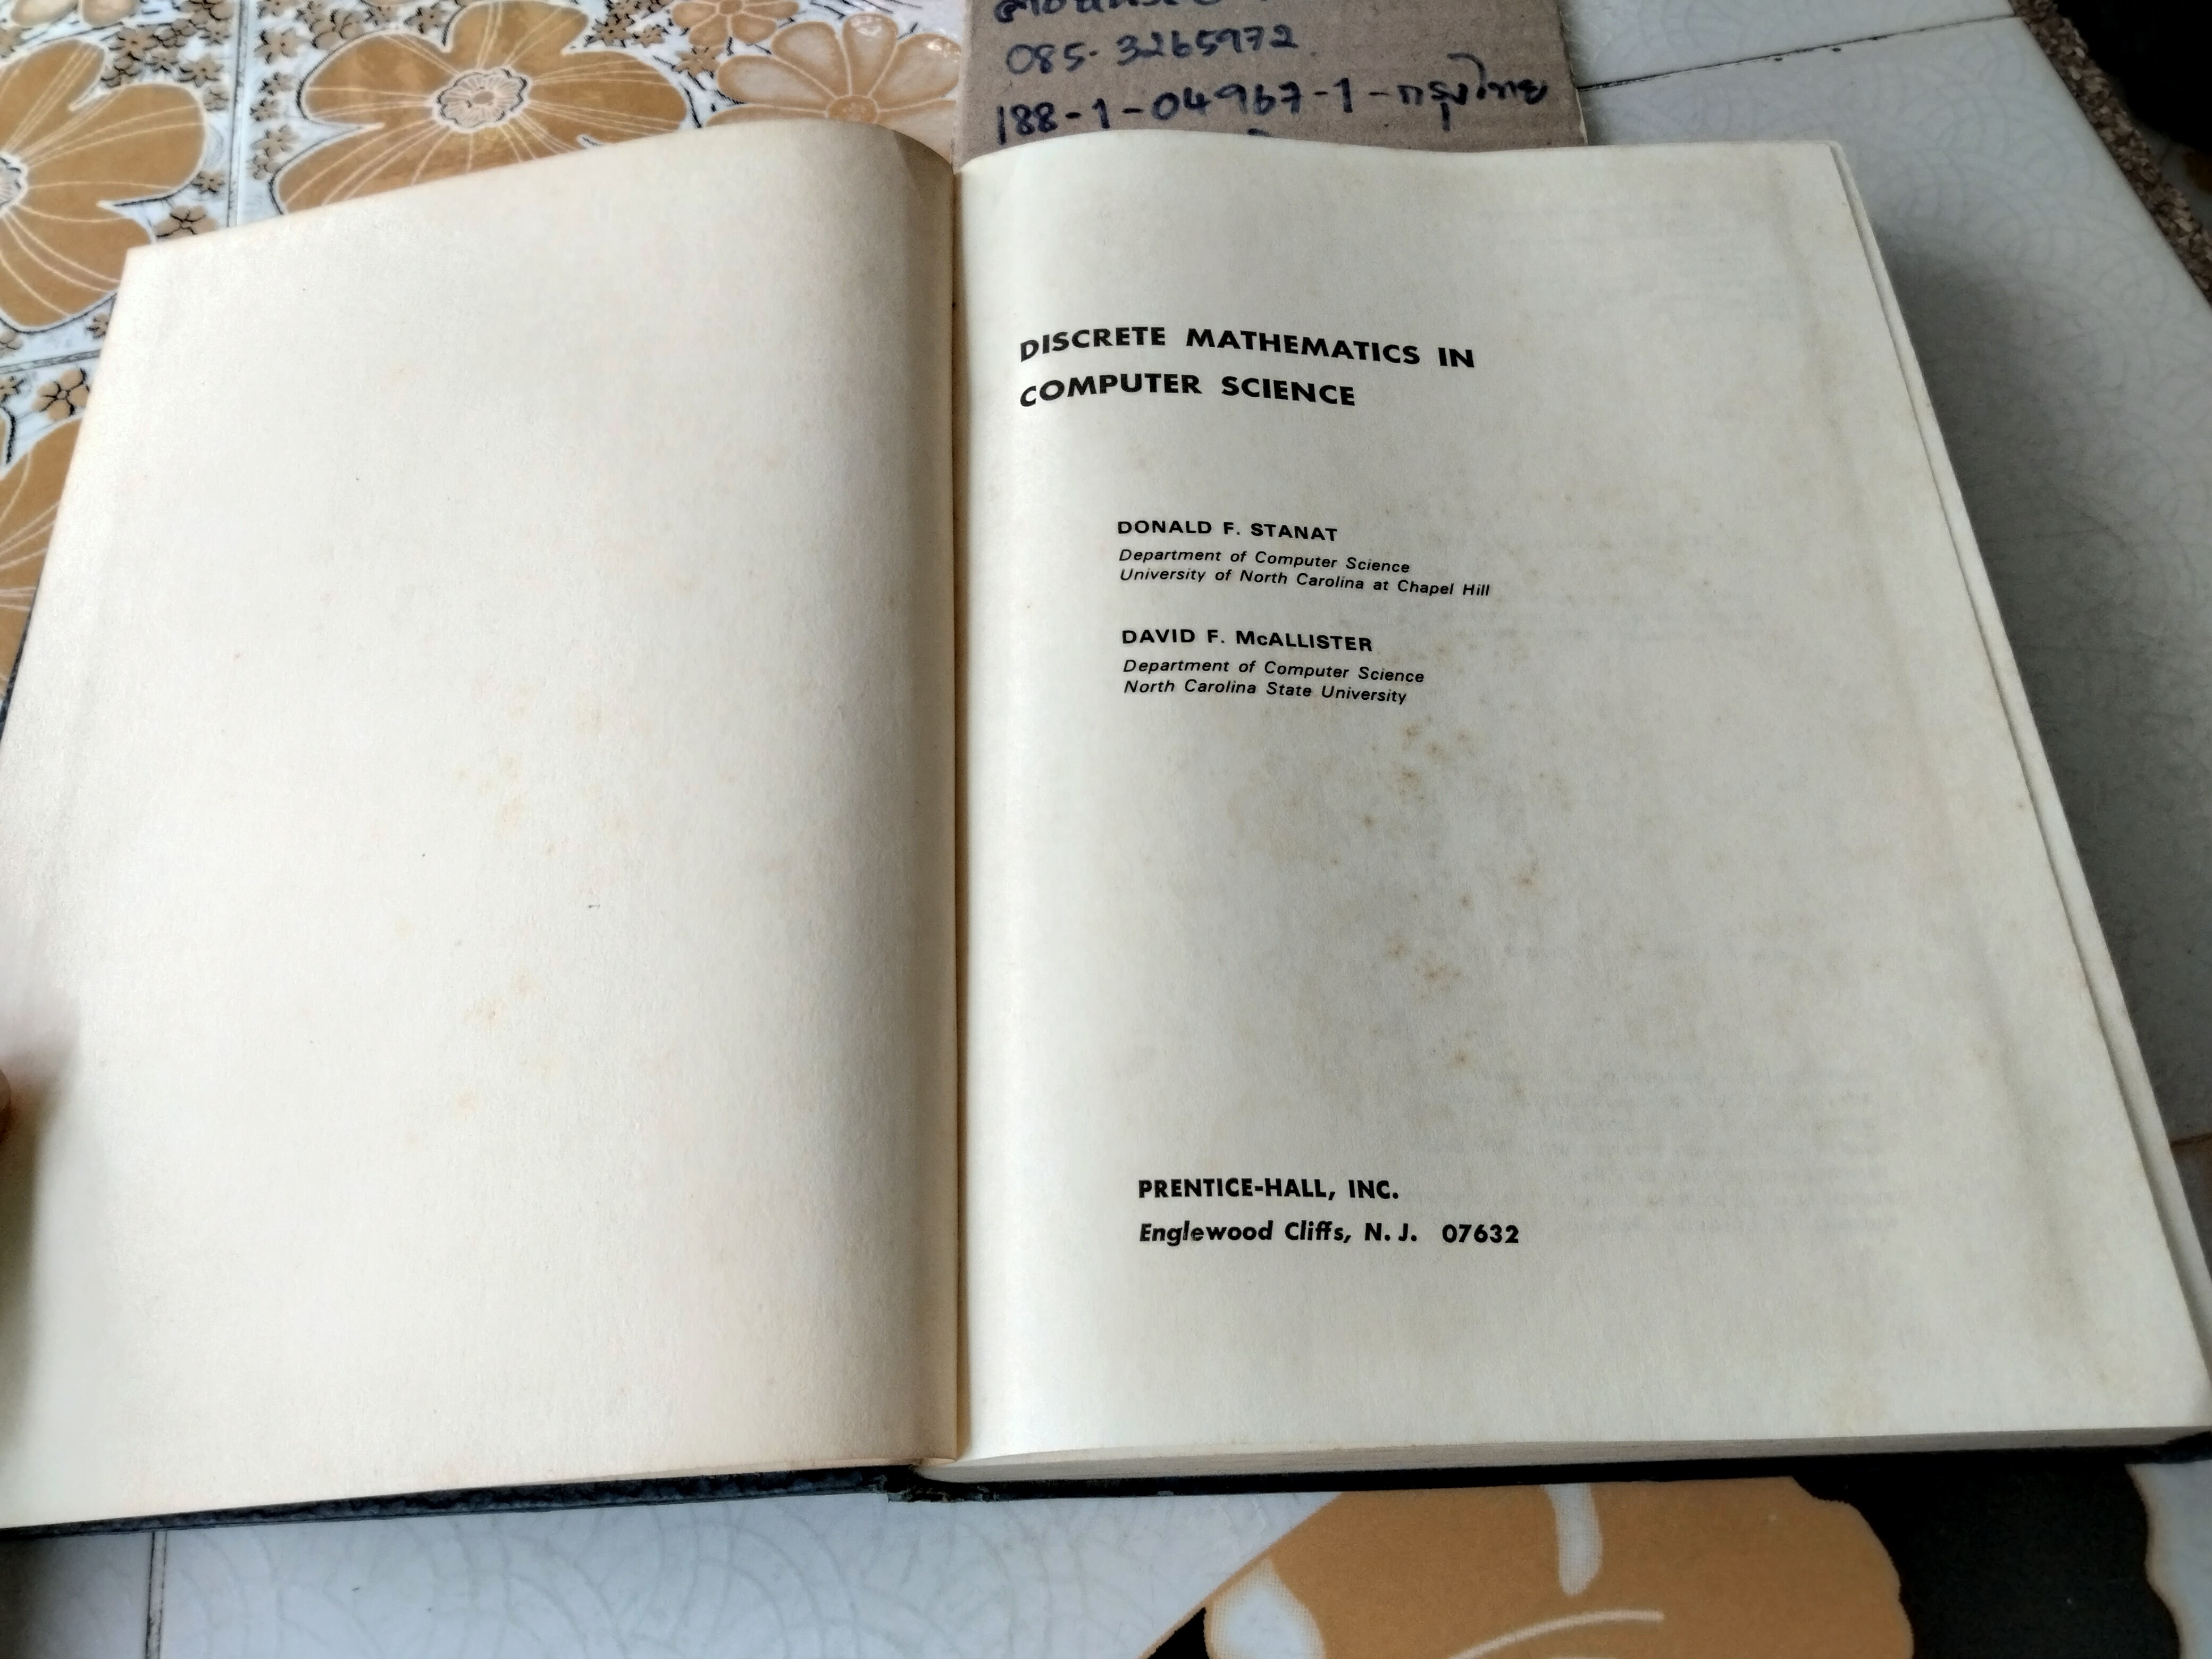 085-3265972
188-1-04967-1-กรุงไทย
DISCRETE MATHEMATICS IN
COMPUTER SCIENCE
DONALD F. STANAT
Department of Computer Science
University of North Carolina at Chapel Hill
DAVID F. McALLISTER
Department of Computer Science
North Carolina State University
PRENTICE-HALL, INC.
Englewood Cliffs, N. J. 07632